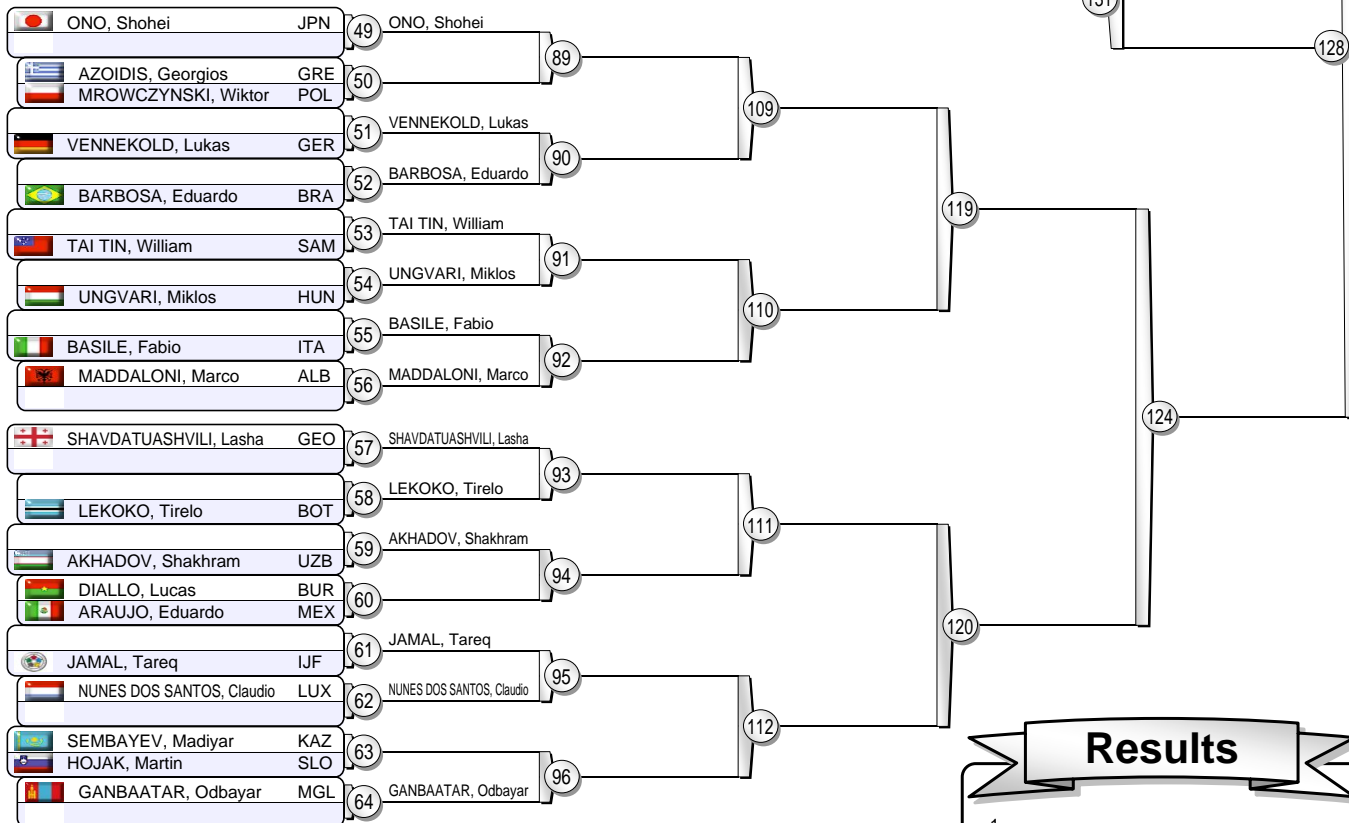 ONO, Shohei JPN 49 ONO, Shohei
89
AZOIDIS, Georgios GRE
MROWCZYNSKI, Wiktor POL 50
109
VENNEKOLD, Lukas GER 51 VENNEKOLD, Lukas
90
BARBOSA, Eduardo BRA 52 BARBOSA, Eduardo
119
TAI TIN, William SAM 53 TAI TIN, William
91
UNGVARI, Miklos HUN 54 UNGVARI, Miklos
110
BASILE, Fabio ITA 55 BASILE, Fabio
92
MADDALONI, Marco ALB 56 MADDALONI, Marco
124
128
SHAVDATUASHVILI, Lasha GEO 57 SHAVDATUASHVILI, Lasha
93
LEKOKO, Tirelo BOT 58 LEKOKO, Tirelo
111
AKHADOV, Shakhram UZB 59 AKHADOV, Shakhram
94
DIALLO, Lucas BUR
ARAUJO, Eduardo MEX 60
120
JAMAL, Tareq IJF 61 JAMAL, Tareq
95
NUNES DOS SANTOS, Claudio LUX 62 NUNES DOS SANTOS, Claudio
112
SEMBAYEV, Madiyar KAZ
HOJAK, Martin SLO 63
96
GANBAATAR, Odbayar MGL 64 GANBAATAR, Odbayar
Results